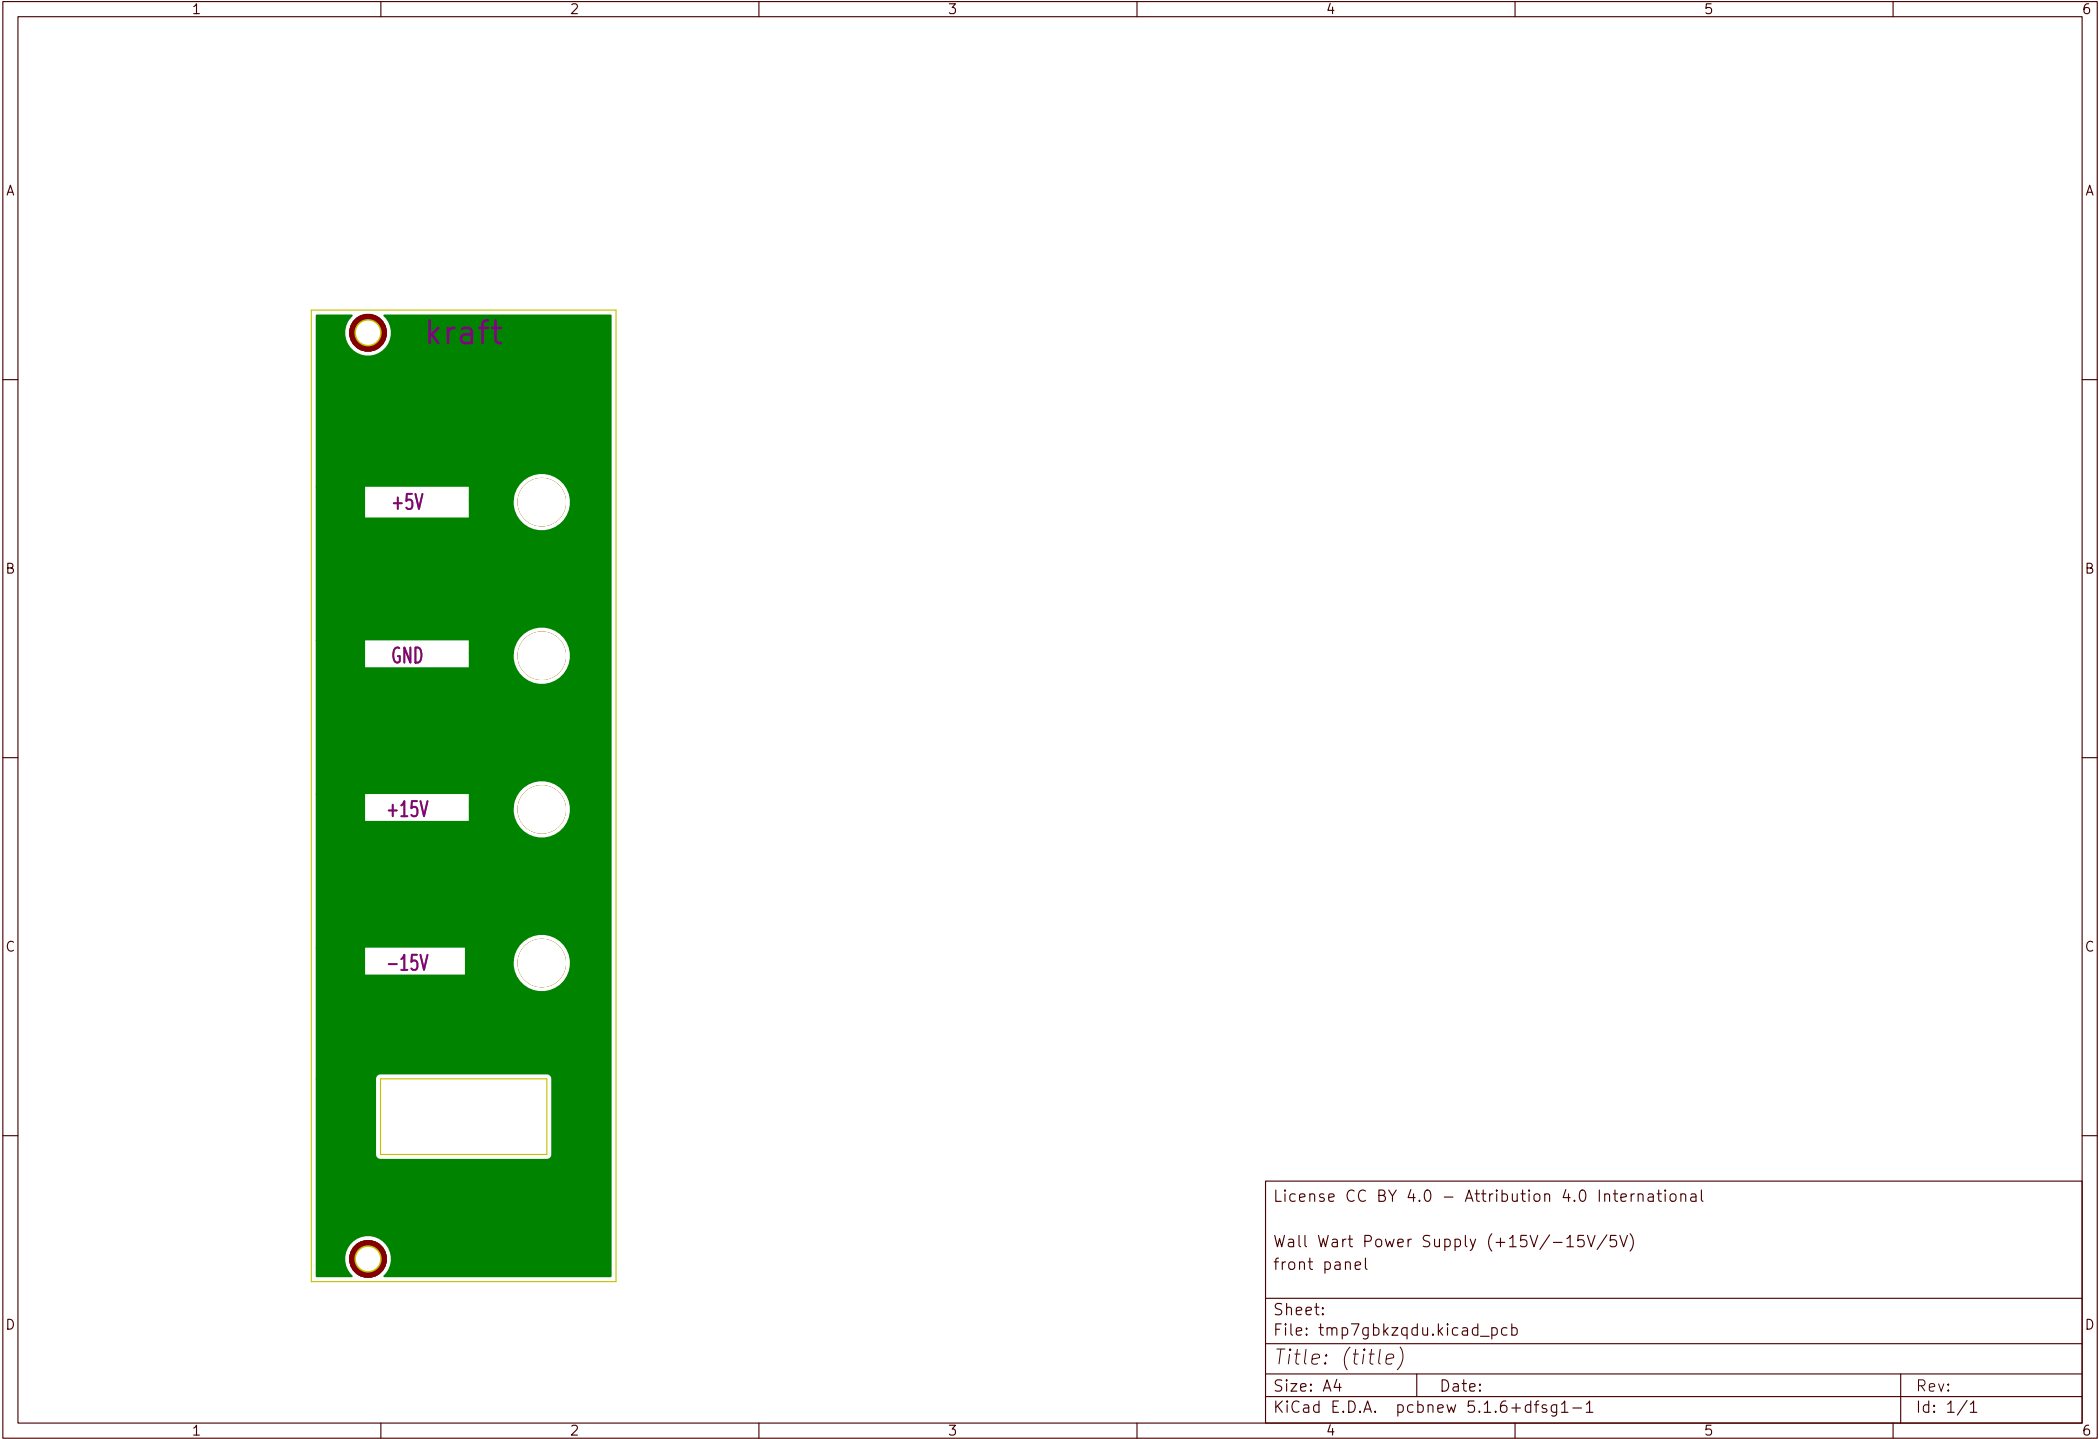 1 2 3 4 5 6
A A
kraft
+5V
B B
GND
+15V
C C
-15V
License CC BY 4.0 - Attribution 4.0 International
Wall Wart Power Supply (+15V/-15V/5V)
front panel
Sheet:
D D
File: tmp7gbkzqdu.kicad_pcb
Title: (title)
Size: A4 Date: Rev:
KiCad E.D.A. pcbnew 5.1.6+dfsg1-1 Id: 1/1
1 2 3 4 5 6